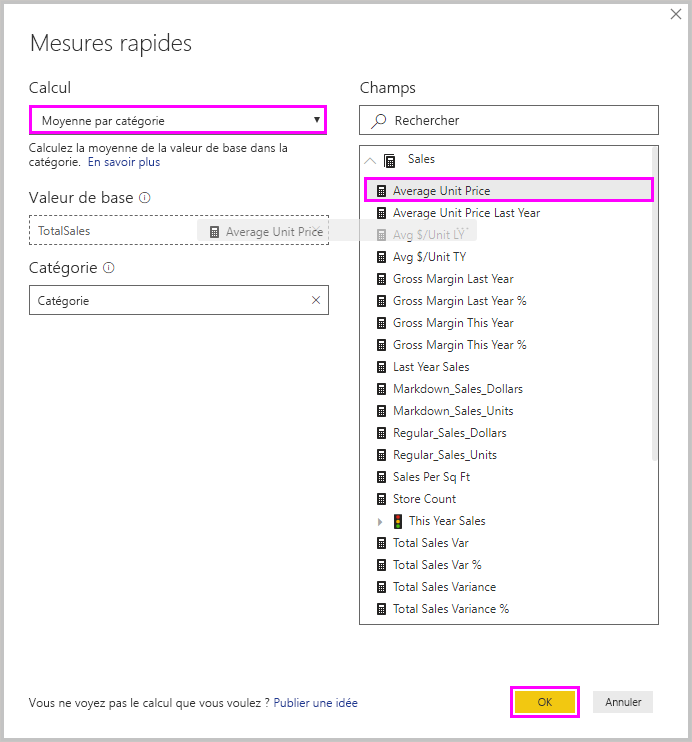 Mesures rapides
Calcul
Moyenne par catégorie
Calculez la moyenne de la valeur de base dans la
catégorie. En savoir plus
Valeur de base
TotalSales
Average Unit Price
Catégorie
Catégorie
Champs
Rechercher
Sales
Average Unit Price
Average Unit Price Last Year
Avg $/Unit LY
Avg $/Unit TY
Gross Margin Last Year
Gross Margin Last Year %
Gross Margin This Year
Gross Margin This Year %
Last Year Sales
Markdown_Sales_Dollars
Markdown_Sales_Units
Regular_Sales_Dollars
Regular_Sales_Units
Sales Per Sq Ft
Store Count
This Year Sales
Total Sales Var
Total Sales Var %
Total Sales Variance
Total Sales Variance %
Vous ne voyez pas le calcul que vous voulez ? Publier une idée
OK
Annuler